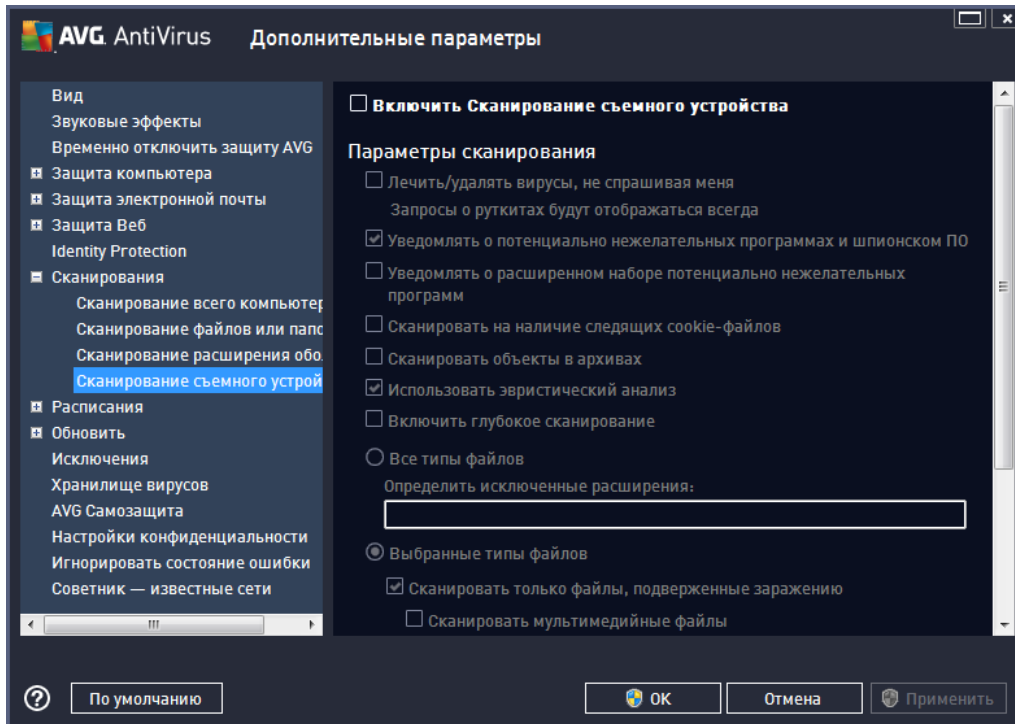 AVG AntiVirus Дополнительные параметры
Вид
Звуковые эффекты
Временно отключить защиту AVG
Защита компьютера
Защита электронной почты
Защита Веб
Identity Protection
Сканирования
Сканирование всего компьютер
Сканирование файлов или папо
Сканирование расширения обо
Сканирование съемного устрой
Расписания
Обновить
Исключения
Хранилище вирусов
AVG Самозащита
Настройки конфиденциальности
Игнорировать состояние ошибки
Советник — известные сети
Включить Сканирование съемного устройства
Параметры сканирования
Лечить/удалять вирусы, не спрашивая меня
Запросы о руткитах будут отображаться всегда
Уведомлять о потенциально нежелательных программах и шпионском ПО
Уведомлять о расширенном наборе потенциально нежелательных
программ
Сканировать на наличие следящих cookie-файлов
Сканировать объекты в архивах
Использовать эвристический анализ
Включить глубокое сканирование
Все типы файлов
Определить исключенные расширения:
Выбранные типы файлов
Сканировать только файлы, подверженные заражению
Сканировать мультимедийные файлы
? По умолчанию OK Отмена Применить